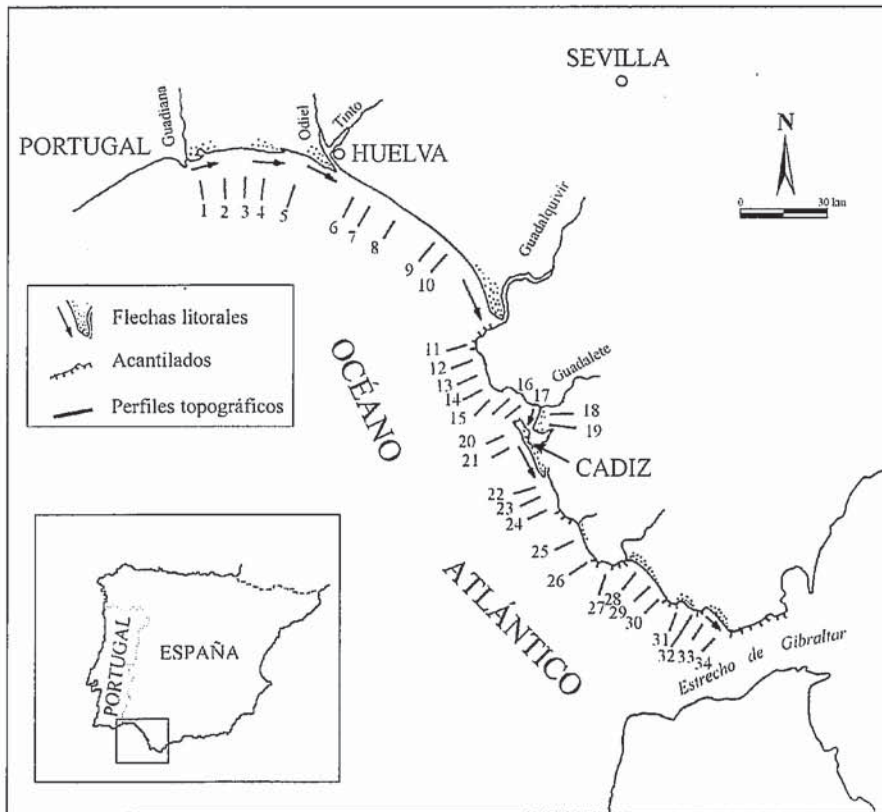 SEVILLA
Guadiana
Odiel
Tinto
PORTUGAL
HUELVA
N
0 30 km
1 2 3 4 5
6 7 8
9
10
Guadalquivir
Flechas litorales
Acantilados
Perfiles topográficos
OCÉANO
ATLÁNTICO
11
12
13
14
15
16
17
Guadalete
18
19
20
21
CADIZ
22
23
24
25
26
27
28
29
30
31
32
33
34
Estrecho de Gibraltar
PORTUGAL
ESPAÑA